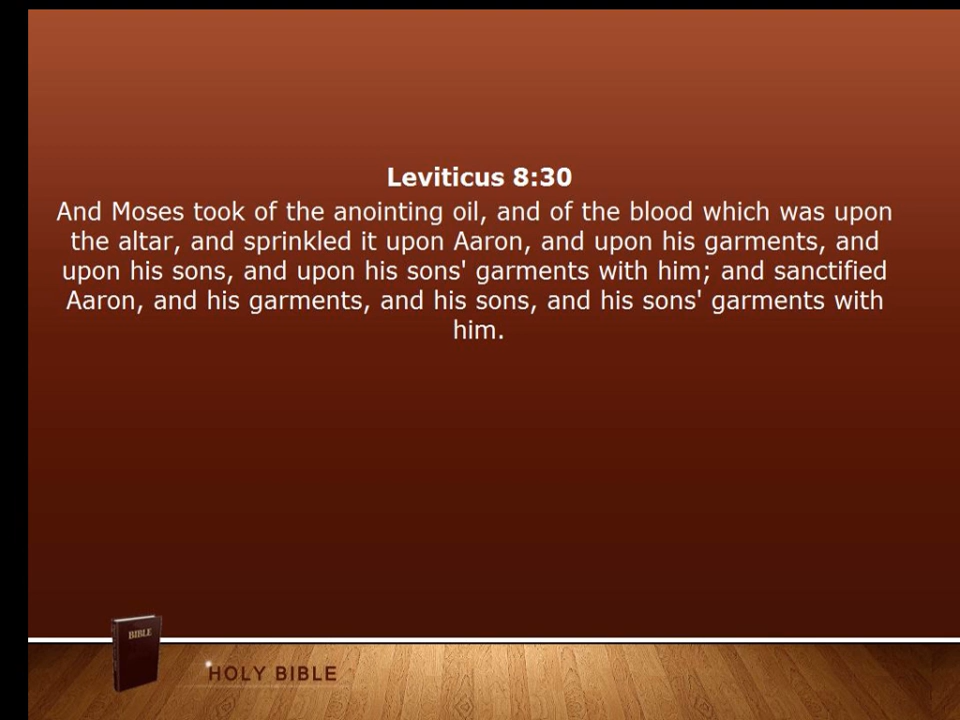 Leviticus 8:30
And Moses took of the anointing oil, and of the blood which was upon
the altar, and sprinkled it upon Aaron, and upon his garments, and
upon his sons, and upon his sons' garments with him; and sanctified
Aaron, and his garments, and his sons, and his sons' garments with
him.
BIBLE
HOLY BIBLE